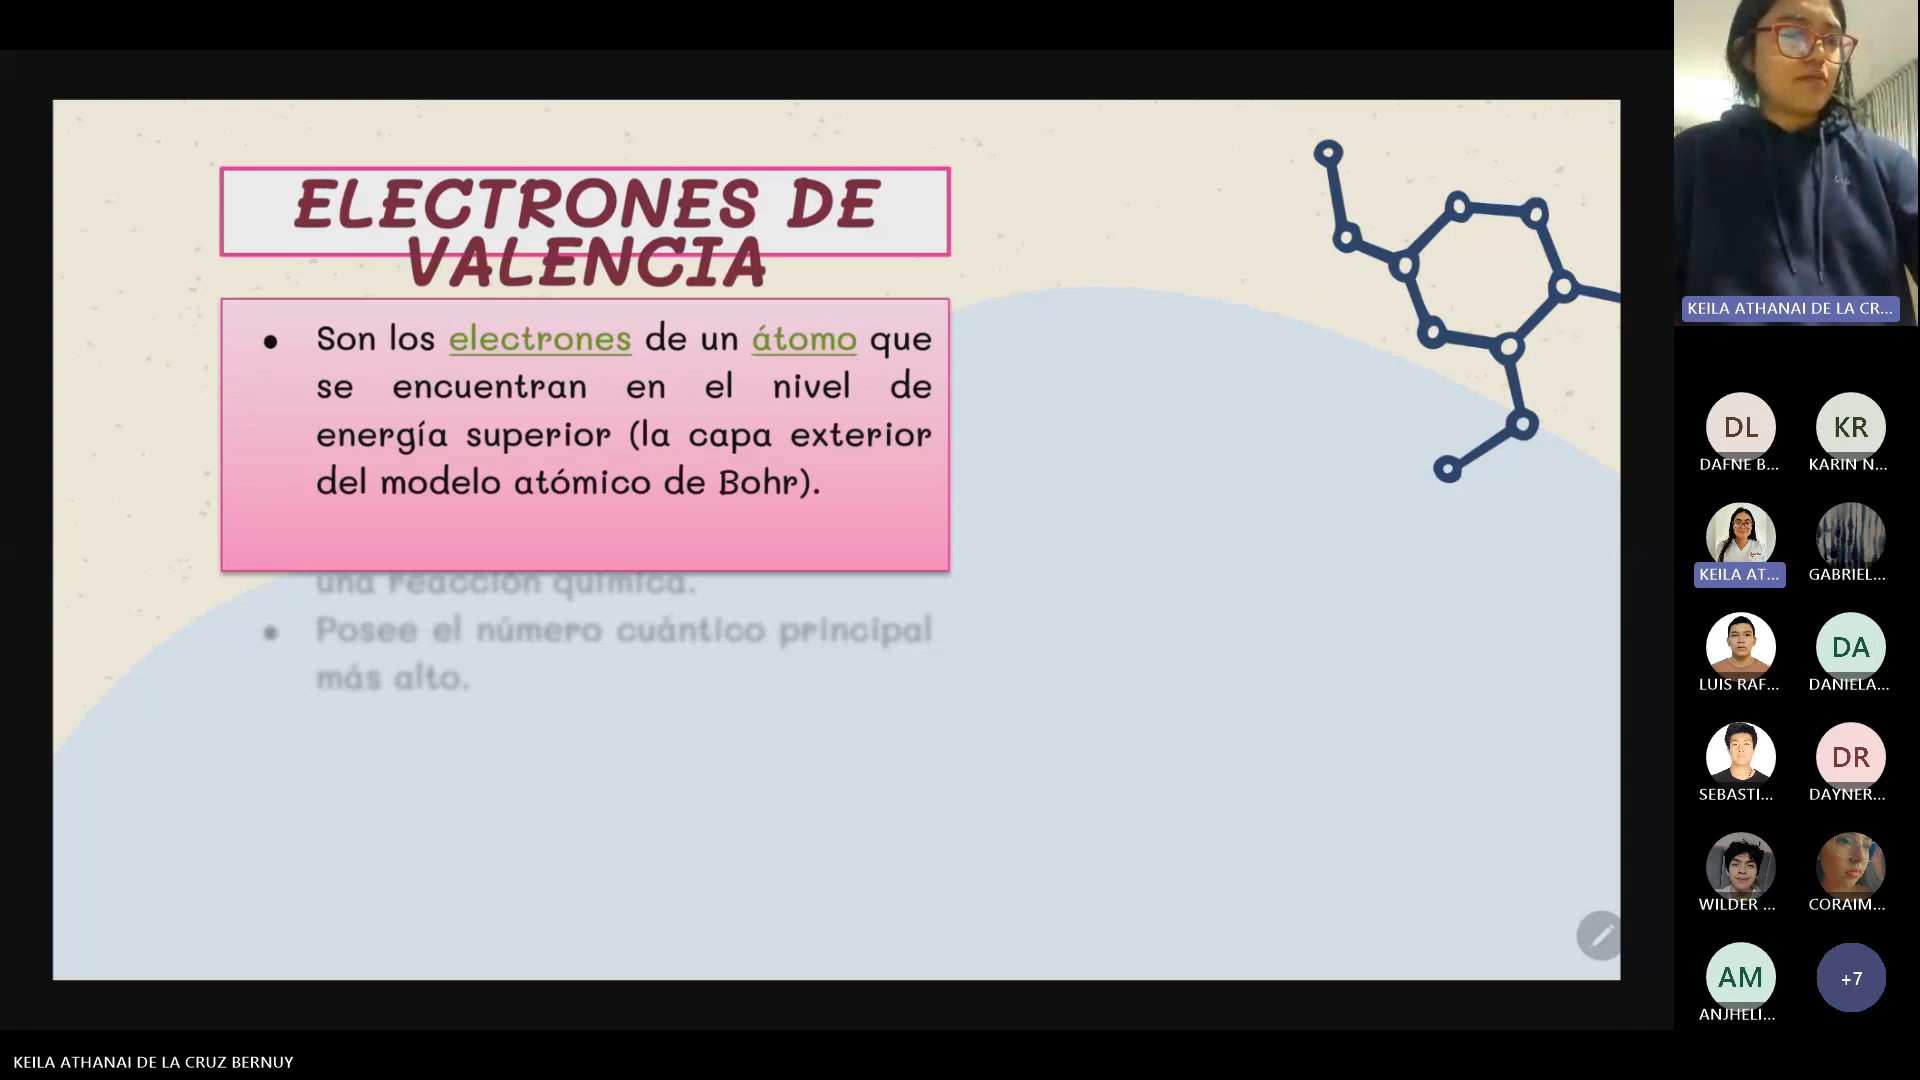 ELECTRONES DE
VALENCIA
● Son los electrones de un átomo que
se encuentran en el nivel de
energía superior (la capa exterior
del modelo atómico de Bohr).
una reacción química.
● Posee el número cuántico principal
más alto.
KEILA ATHANAI DE LA CR...
DL
DAFNE B...
KR
KARIN N...
KEILA AT...
GABRIEL...
LUIS RAF...
DA
DANIELA...
SEBASTI...
DR
DAYNER...
WILDER ...
CORAIM...
AM
ANJHELI...
+7
KEILA ATHANAI DE LA CRUZ BERNUY